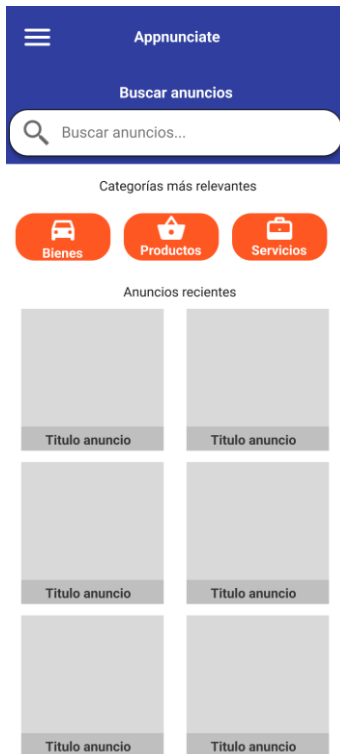 Appnunciate
Buscar anuncios
Buscar anuncios...
Categorías más relevantes
Bienes Productos Servicios
Anuncios recientes
Titulo anuncio Titulo anuncio
Titulo anuncio Titulo anuncio
Titulo anuncio Titulo anuncio